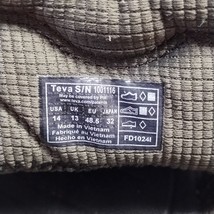 Teva S/N 1001116
May be covered by Pat.
www.teva.com/patents
USA UK EU JAPAN
14 13 48.5 32
Made in Vietnam
Fabriqué au Vietnam
Hecho en Vietnam
FD1024I